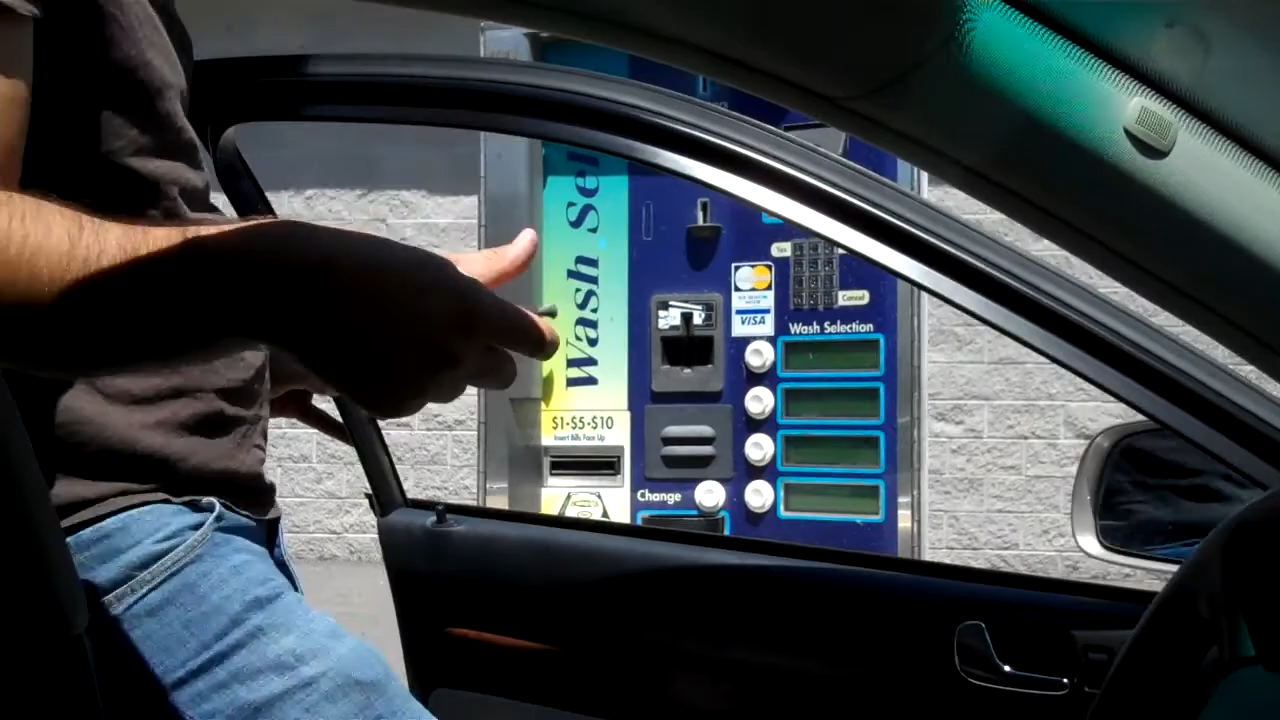 Wash Sel
Yes
Cancel
VISA
Wash Selection
$1-$5-$10
Insert Bills Face Up
Change